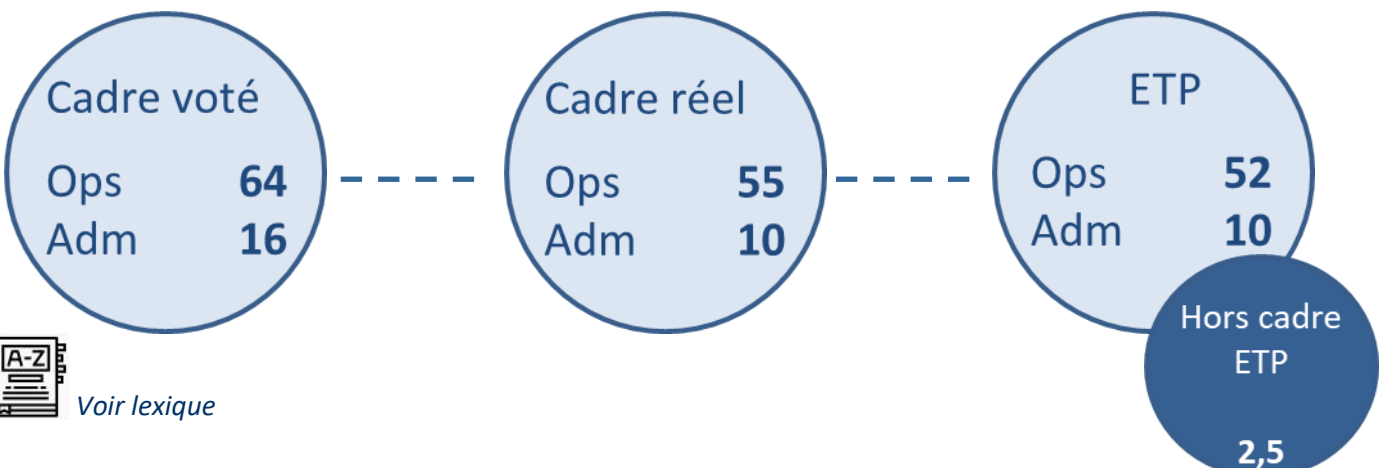 Cadre voté
Ops 64
Adm 16
Cadre réel
Ops 55
Adm 10
ETP
Ops 52
Adm 10
Hors cadre
ETP
2,5
A-Z
Voir lexique